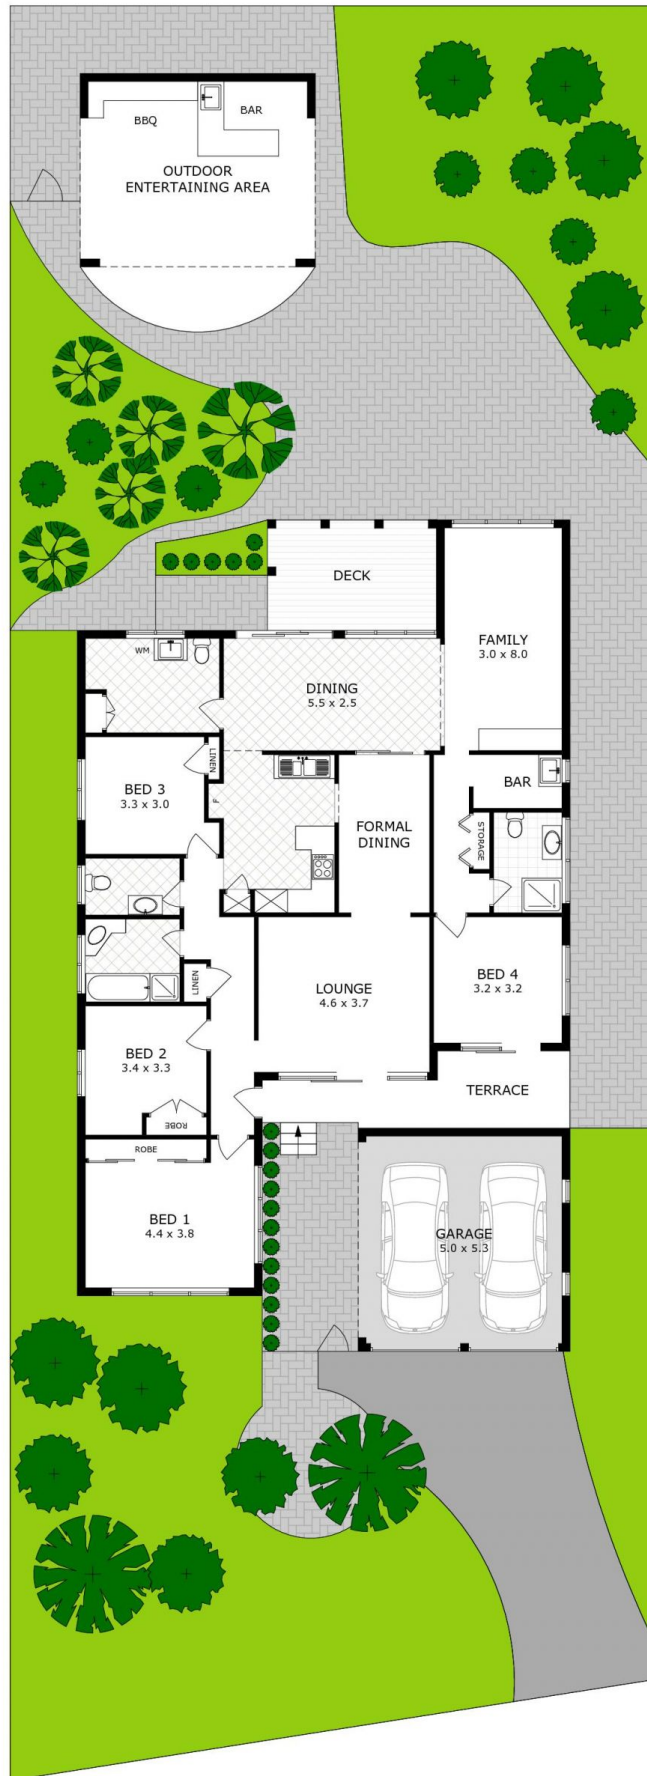 BBQ
BAR
OUTDOOR
ENTERTAINING AREA
DECK
FAMILY
3.0 x 8.0
WM
DINING
5.5 x 2.5
LINEN
BED 3
3.3 x 3.0
F
BAR
FORMAL
DINING
STORAGE
LINEN
LOUNGE
4.6 x 3.7
BED 4
3.2 x 3.2
BED 2
3.4 x 3.3
ROBE
TERRACE
ROBE
BED 1
4.4 x 3.8
GARAGE
5.0 x 5.3